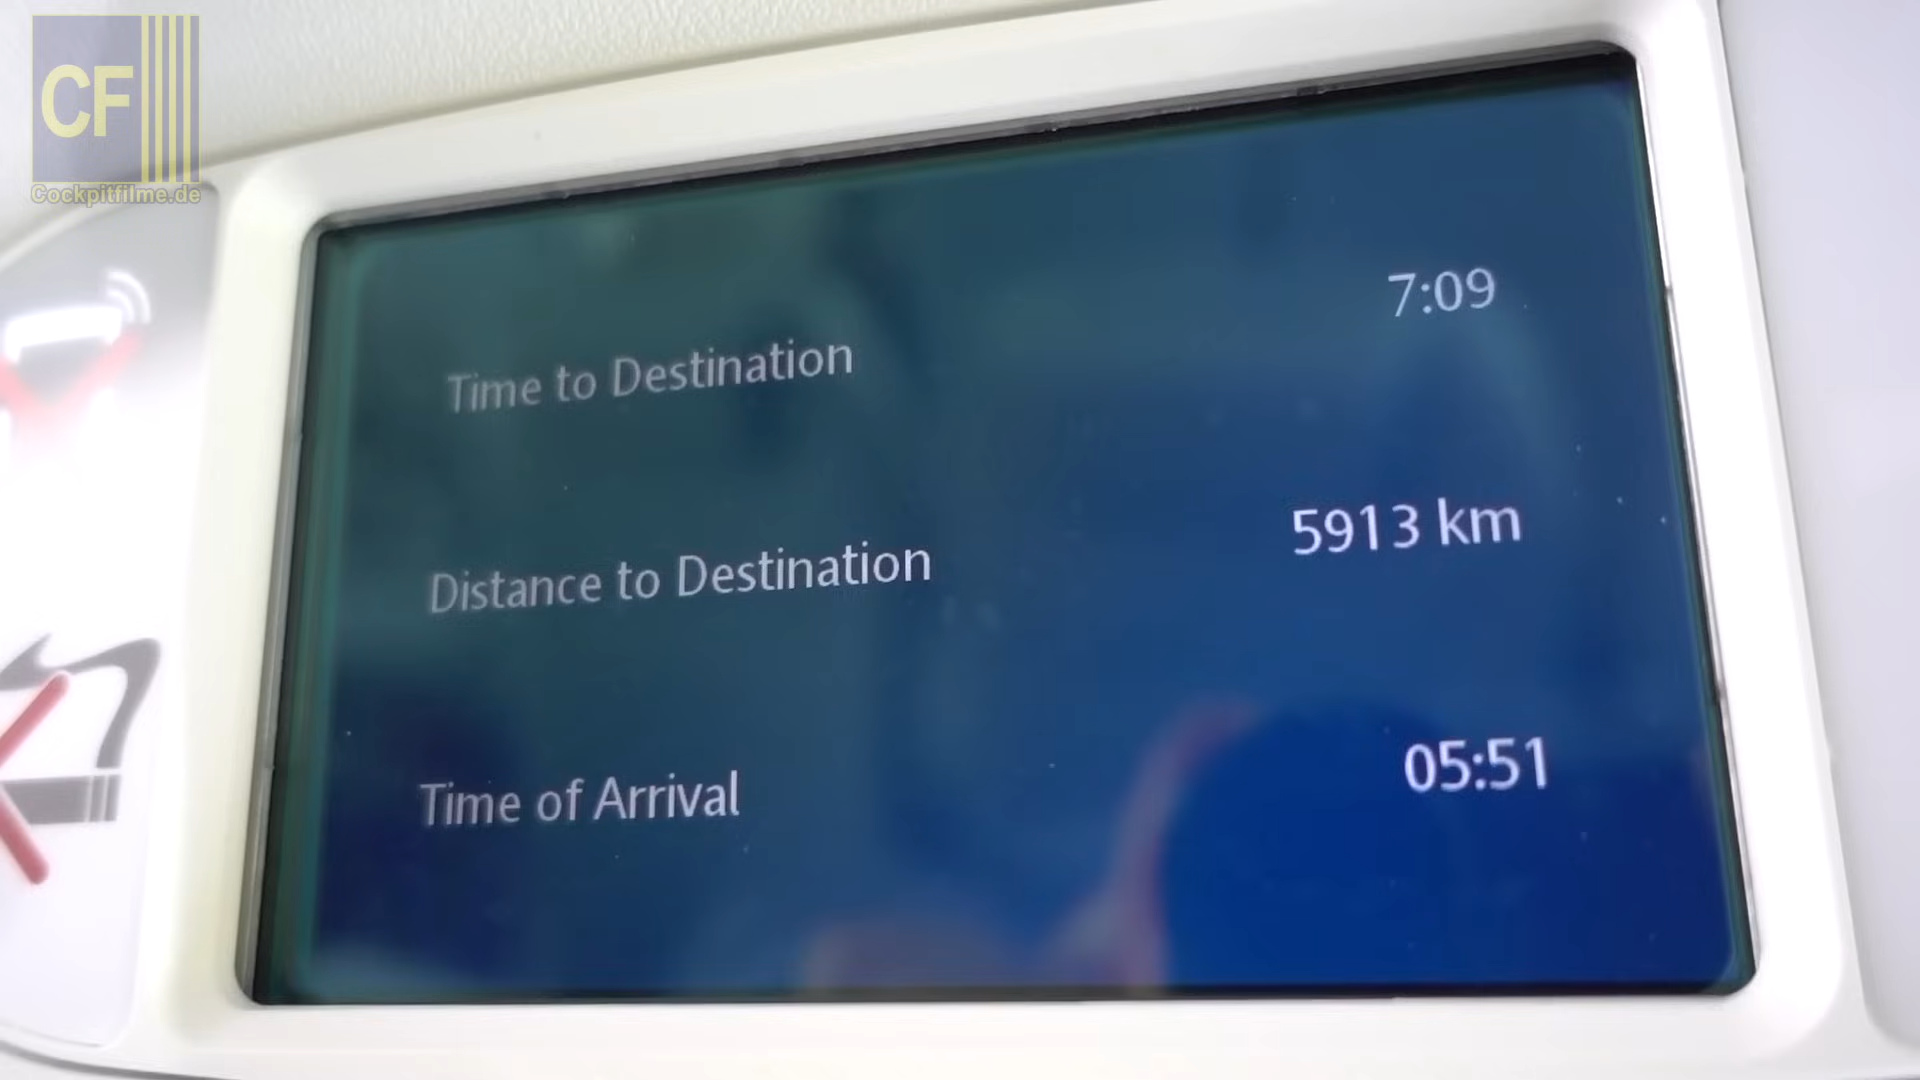 CF
Cockpitfilme.de
Time to Destination 7:09
Distance to Destination 5913 km
Time of Arrival 05:51